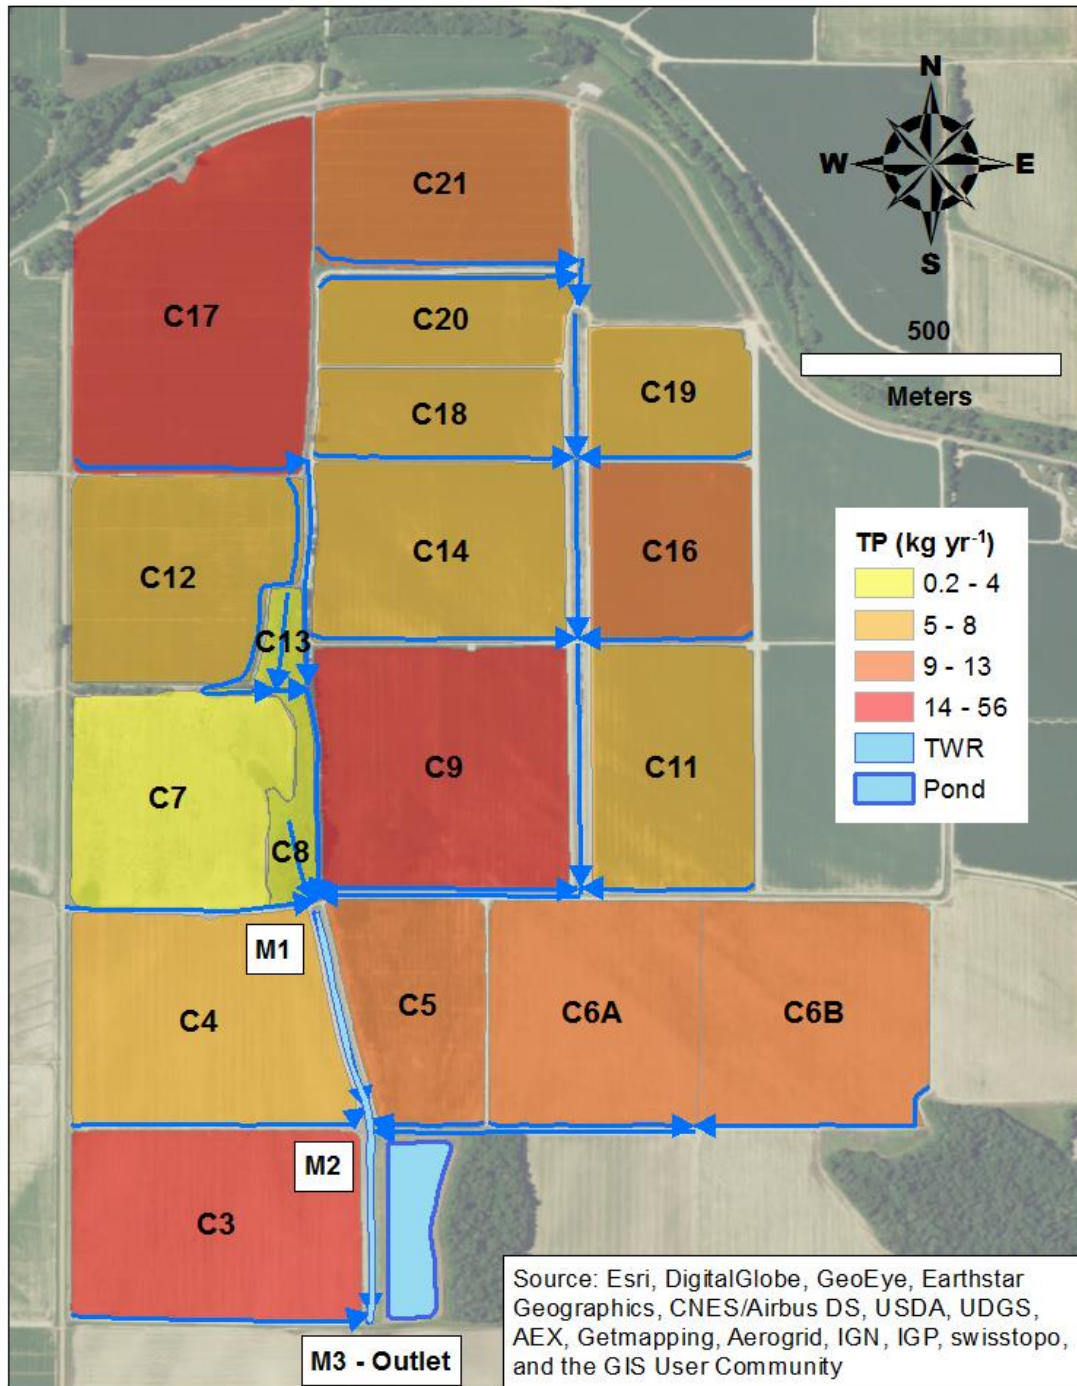 N
W E
S
500
Meters
C21
C17
C20
C19
C18
C12
C14
C16
C13
C9
C11
C7
C8
TP (kg yr-1)
0.2 - 4
5 - 8
9 - 13
14 - 56
TWR
Pond
M1
C4
C5
C6A
C6B
M2
C3
M3 - Outlet
Source: Esri, DigitalGlobe, GeoEye, Earthstar
Geographics, CNES/Airbus DS, USDA, UDGS,
AEX, Getmapping, Aerogrid, IGN, IGP, swisstopo,
and the GIS User Community